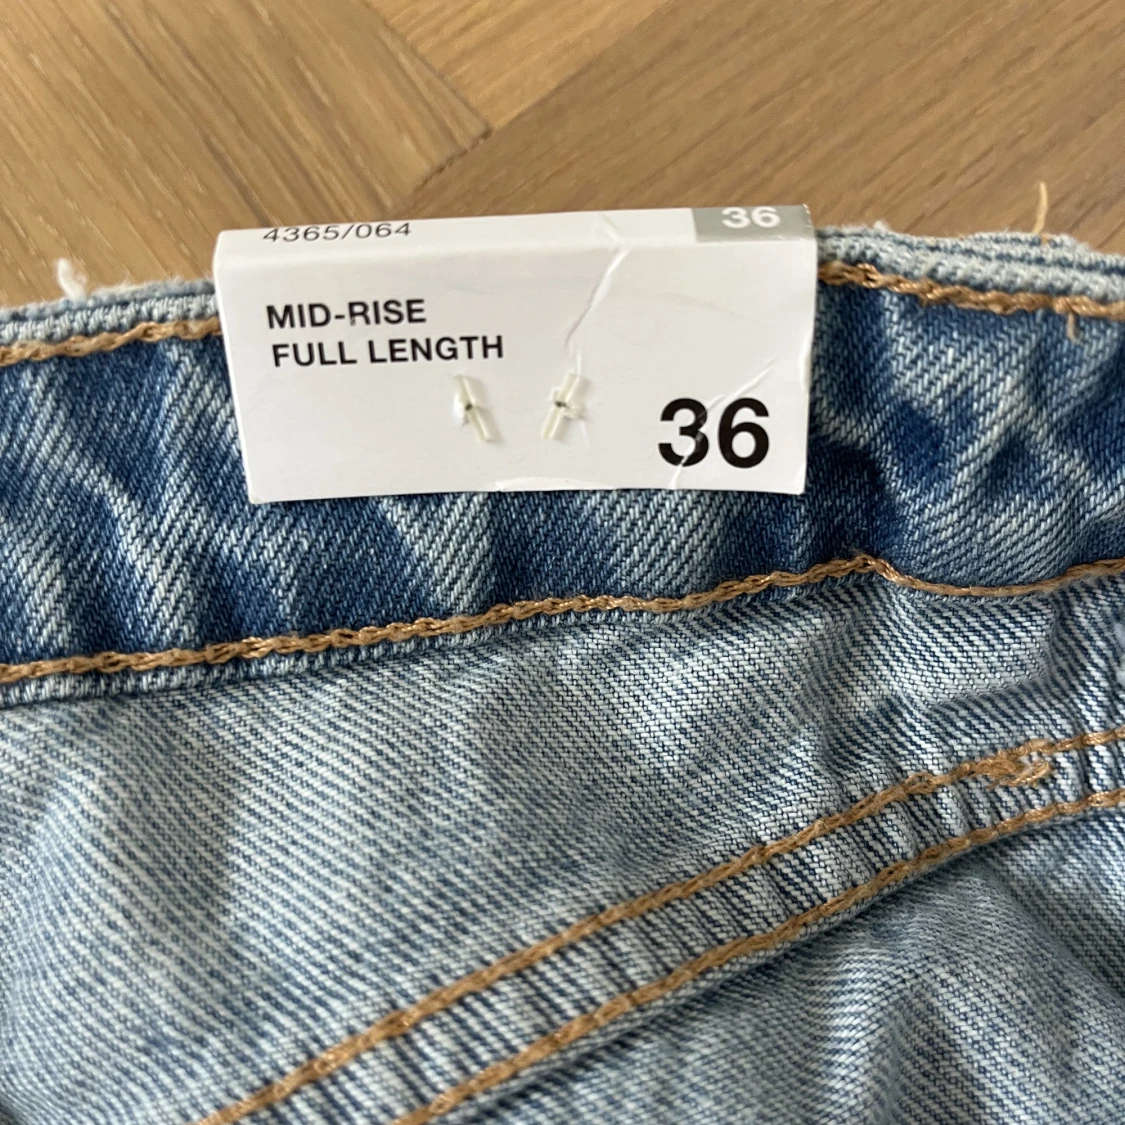 4365/064 36
MID-RISE
FULL LENGTH
36